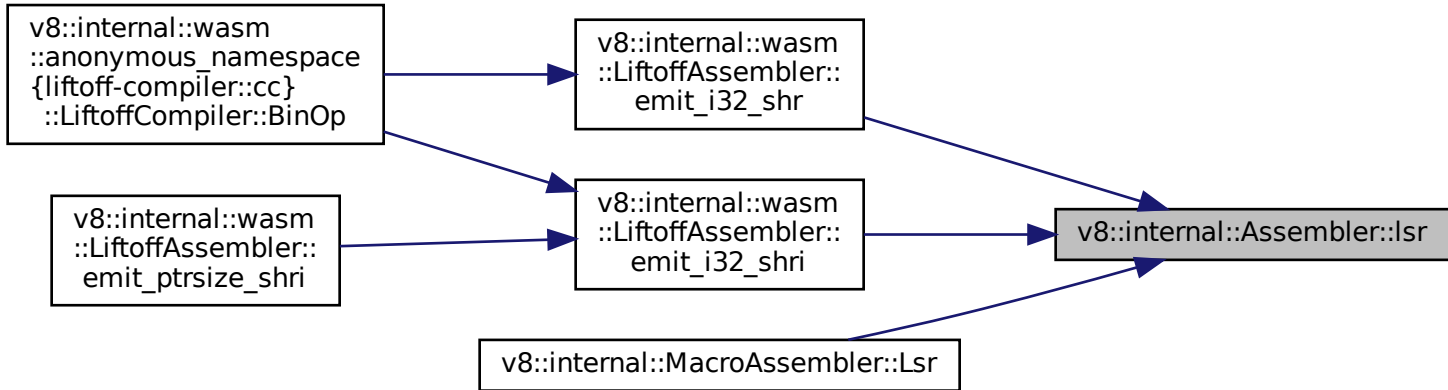 v8::internal::wasm
::anonymous_namespace
{liftoff-compiler::cc}
::LiftoffCompiler::BinOp
v8::internal::wasm
::LiftoffAssembler::
emit_i32_shr
v8::internal::wasm
::LiftoffAssembler::
emit_ptrsize_shri
v8::internal::wasm
::LiftoffAssembler::
emit_i32_shri
v8::internal::Assembler::lsr
v8::internal::MacroAssembler::Lsr